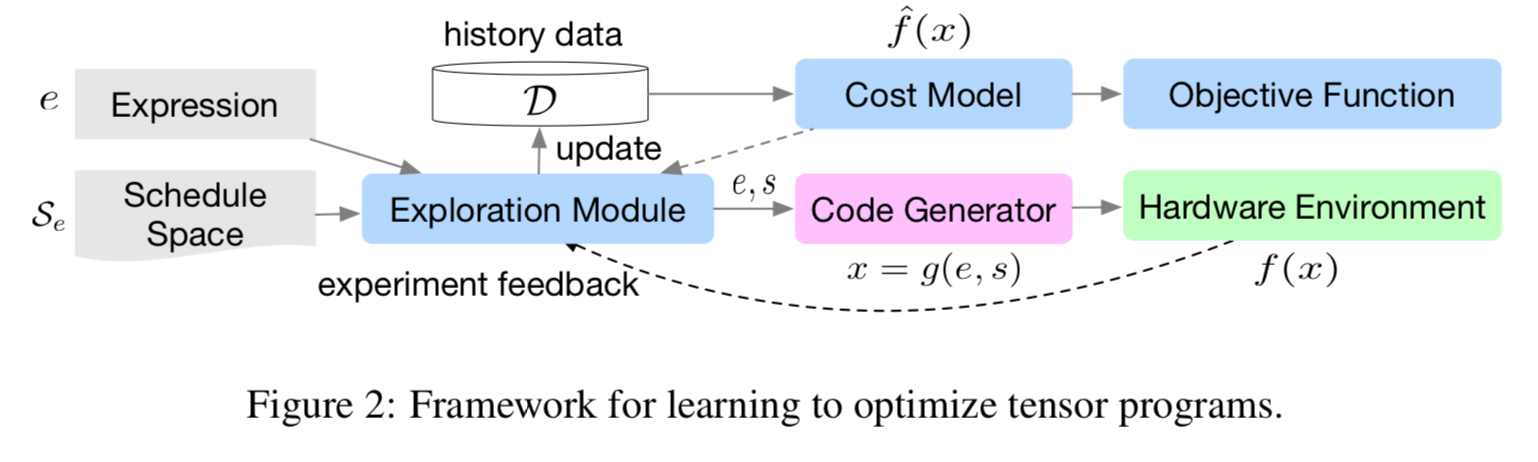 history data
f̂(x)
e
Expression
𝒟
Cost Model
Objective Function
update
𝒮ₑ
Schedule
Space
Exploration Module
e, s
Code Generator
Hardware Environment
experiment feedback
x = g(e, s)
f(x)
Figure 2: Framework for learning to optimize tensor programs.